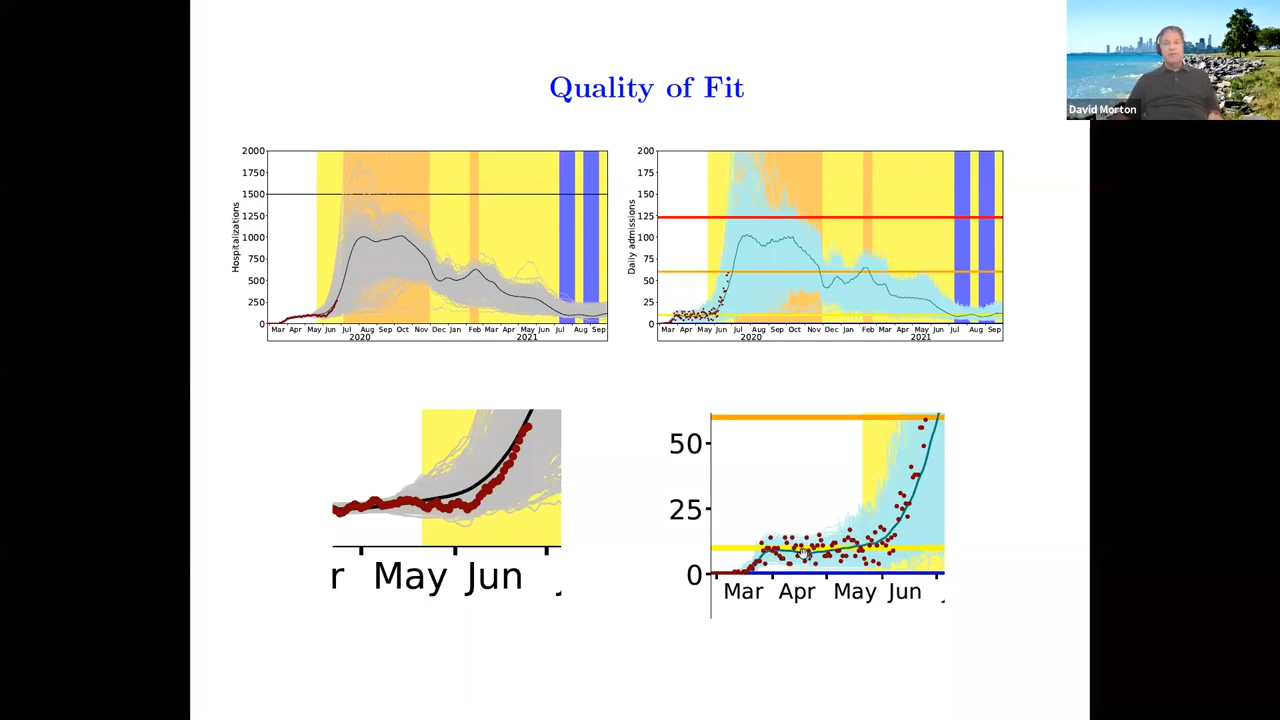 David Morton
Quality of Fit
2000
1750
1500
1250
1000
750
500
250
0
Hospitalizations
Mar Apr May Jun Jul Aug Sep Oct Nov Dec Jan Feb Mar Apr May Jun Jul Aug Sep
2020 2021
200
175
150
125
100
75
50
25
0
Daily admissions
Mar Apr May Jun Jul Aug Sep Oct Nov Dec Jan Feb Mar Apr May Jun Jul Aug Sep
2020 2021
r May Jun
50
25
0
Mar Apr May Jun